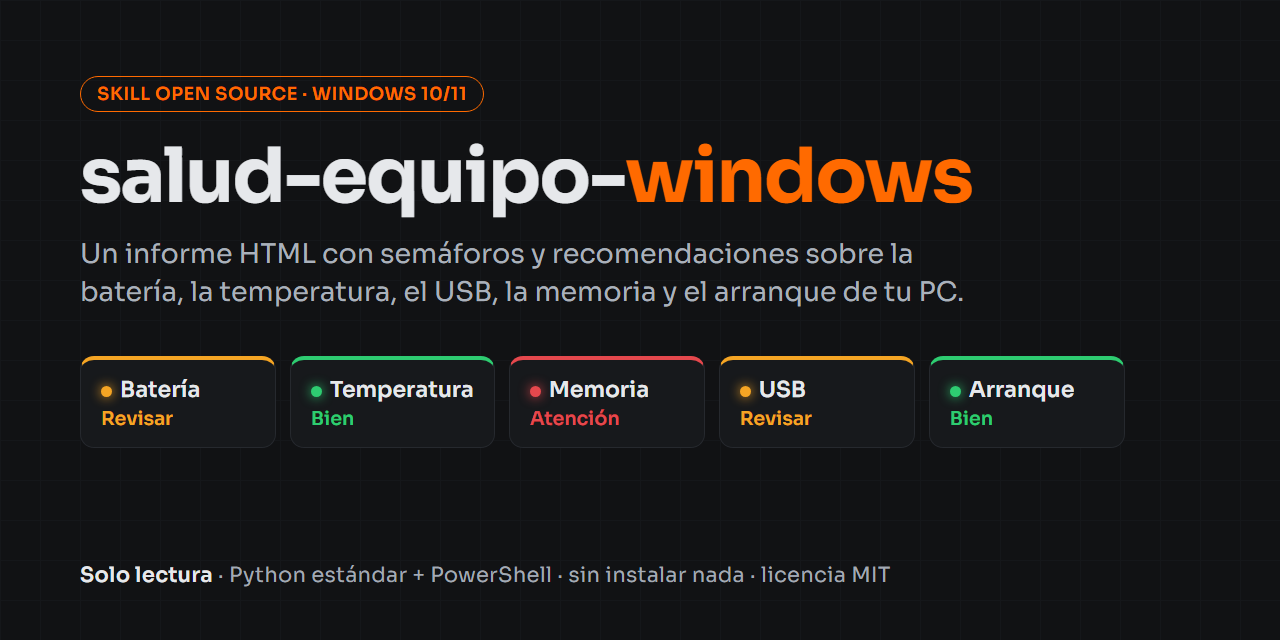 SKILL OPEN SOURCE · WINDOWS 10/11
salud-equipo-windows
Un informe HTML con semáforos y recomendaciones sobre la
batería, la temperatura, el USB, la memoria y el arranque de tu PC.
Batería
Revisar
Temperatura
Bien
Memoria
Atención
USB
Revisar
Arranque
Bien
Solo lectura · Python estándar + PowerShell · sin instalar nada · licencia MIT